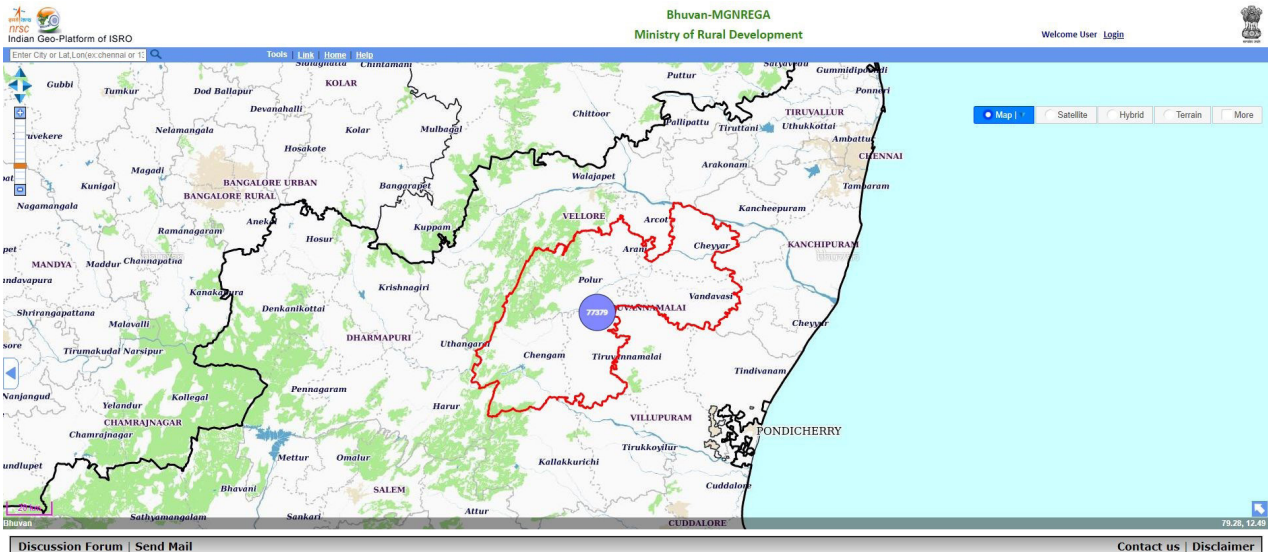 nrsc
Indian Geo-Platform of ISRO
Bhuvan-MGNREGA
Ministry of Rural Development
Welcome User Login
Enter City or Lat,Lon(ex:chennai or 13
Tools | Link | Home | Help
Map |
Satellite
Hybrid
Terrain
More
Chintamani
Gubbi
Tumkur
Dod Ballapur
KOLAR
Puttur
Ponneri
Devanahalli
Chittoor
Pallipattu
Tiruttani
TIRUVALLUR
Uthukkottai
Nelamangala
Kolar
Mulbagal
Ambattu
Hosakote
CHENNAI
Magadi
Arakonam
Kunigal
BANGALORE URBAN
Bangarapet
Walajapet
Tambaram
BANGALORE RURAL
Nagamangala
Kancheepuram
Anekal
VELLORE
Arcot
Ramanagaram
Hosur
Kuppam
Arani
Cheyyar
KANCHIPURAM
MANDYA
Maddur
Channapatna
Polur
Kanakapura
Krishnagiri
Vandavasi
Denkanikottai
77379
Shrirangapattana
Malavalli
Cheyyar
DHARMAPURI
Uthangarai
Tirumakudal Narsipur
Chengam
Tiruvannamalai
Tindivanam
Nanjangud
Yelandur
Kollegal
Pennagaram
Harur
CHAMRAJNAGAR
VILLUPURAM
Chamrajnagar
PONDICHERRY
Tirukkoyilur
Mettur
Omalur
Kallakkurichi
Bhavani
SALEM
Cuddalore
20 km
Attur
Sathyamangalam
Sankari
CUDDALORE
Bhuvan
79.28, 12.49
Discussion Forum | Send Mail
Contact us | Disclaimer